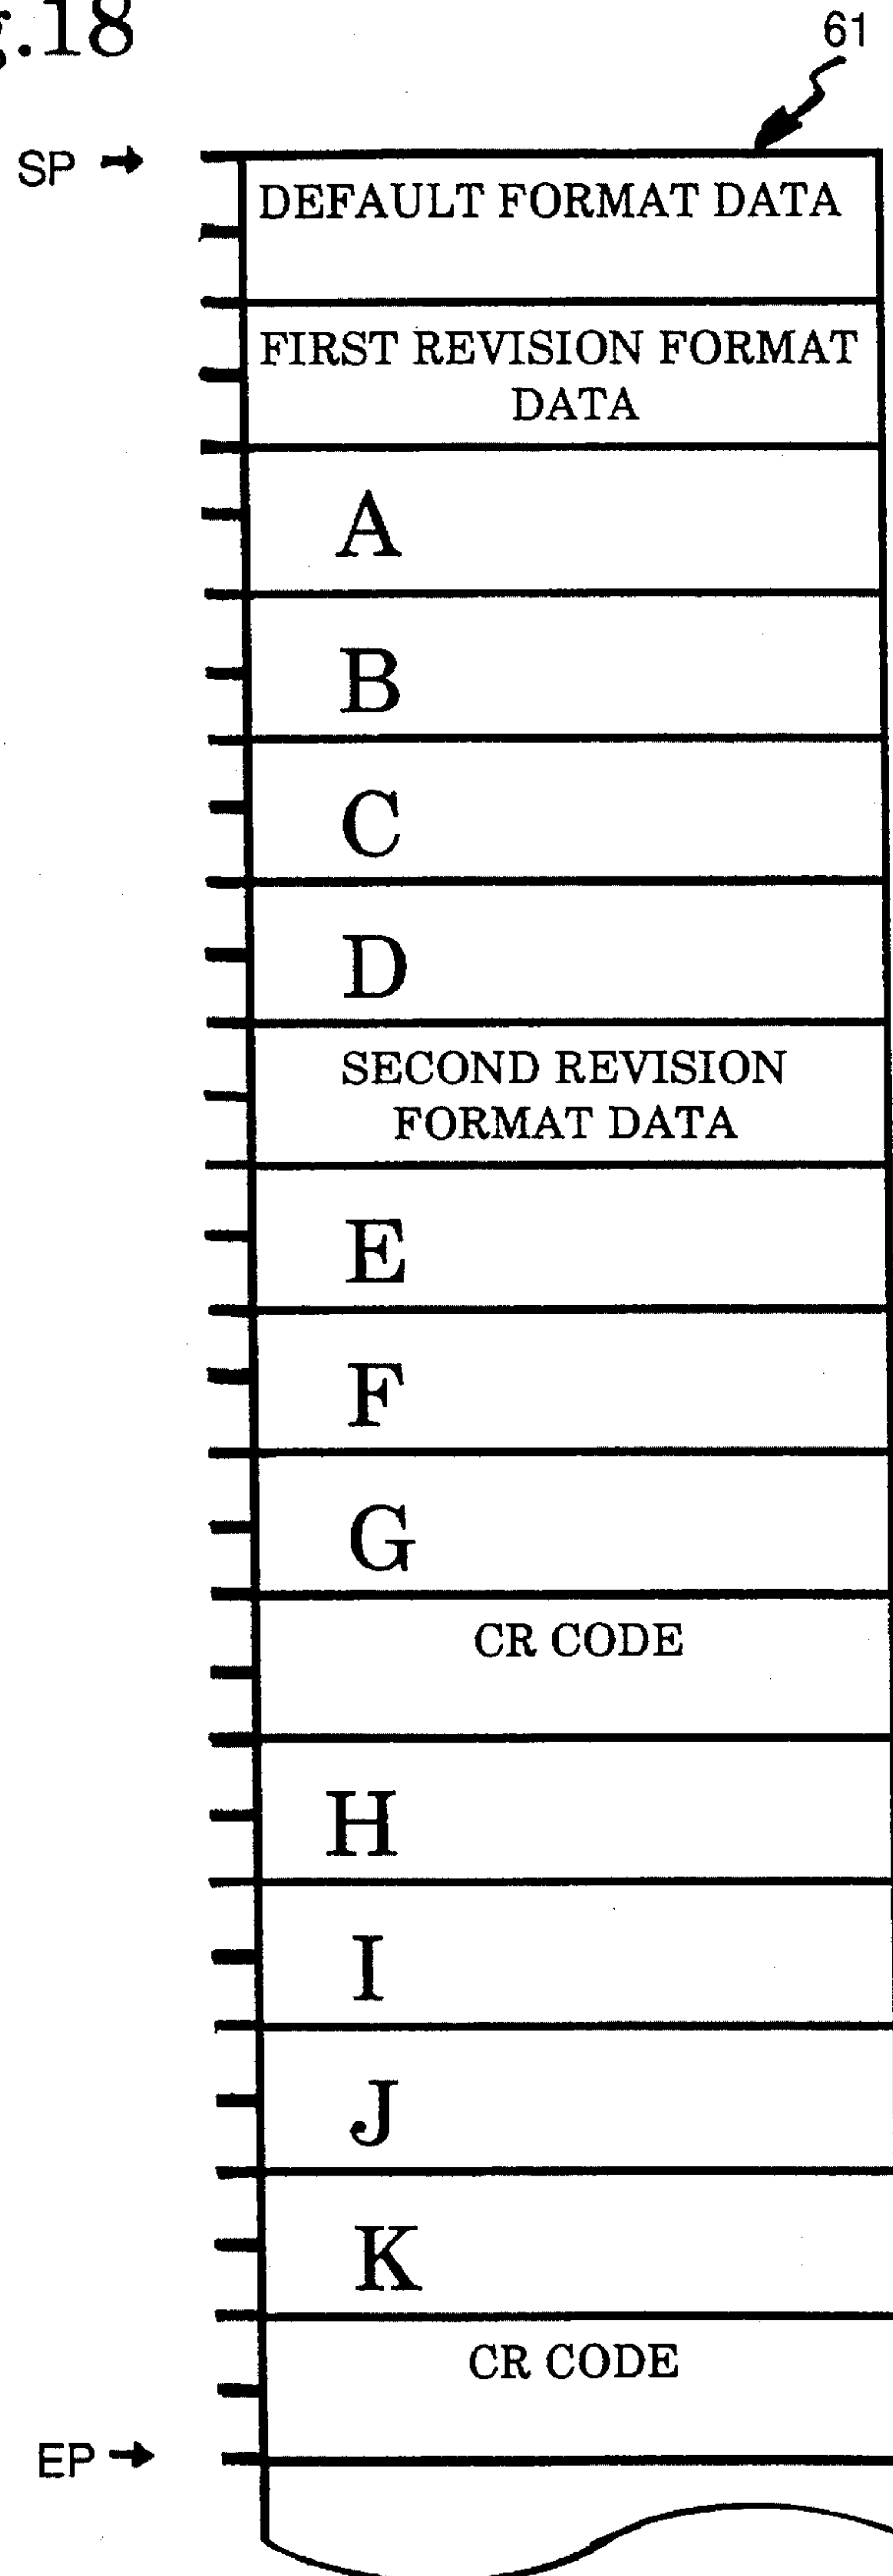 g.18
61
SP
DEFAULT FORMAT DATA
FIRST REVISION FORMAT
DATA
A
B
C
D
SECOND REVISION
FORMAT DATA
E
F
G
CR CODE
H
I
J
K
CR CODE
EP